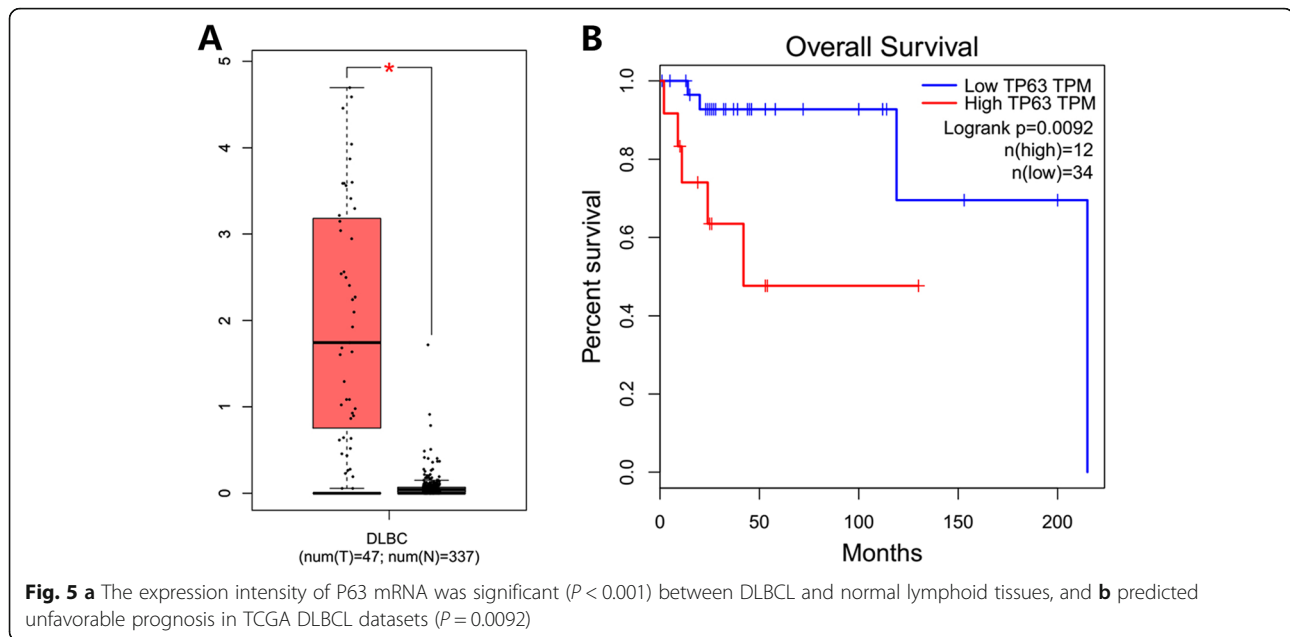 A
5
4
3
2
1
0
*
DLBC
(num(T)=47; num(N)=337)
B
Overall Survival
Low TP63 TPM
High TP63 TPM
Logrank p=0.0092
n(high)=12
n(low)=34
Percent survival
1.0
0.8
0.6
0.4
0.2
0.0
0 50 100 150 200
Months
Fig. 5 a The expression intensity of P63 mRNA was significant (P < 0.001) between DLBCL and normal lymphoid tissues, and b predicted
unfavorable prognosis in TCGA DLBCL datasets (P = 0.0092)